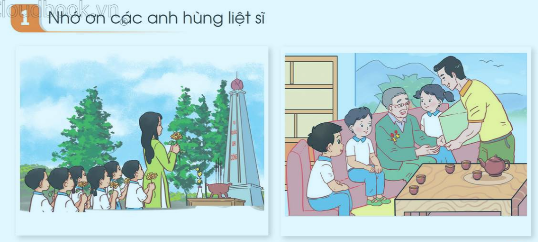 1 Nhớ ơn các anh hùng liệt sĩ